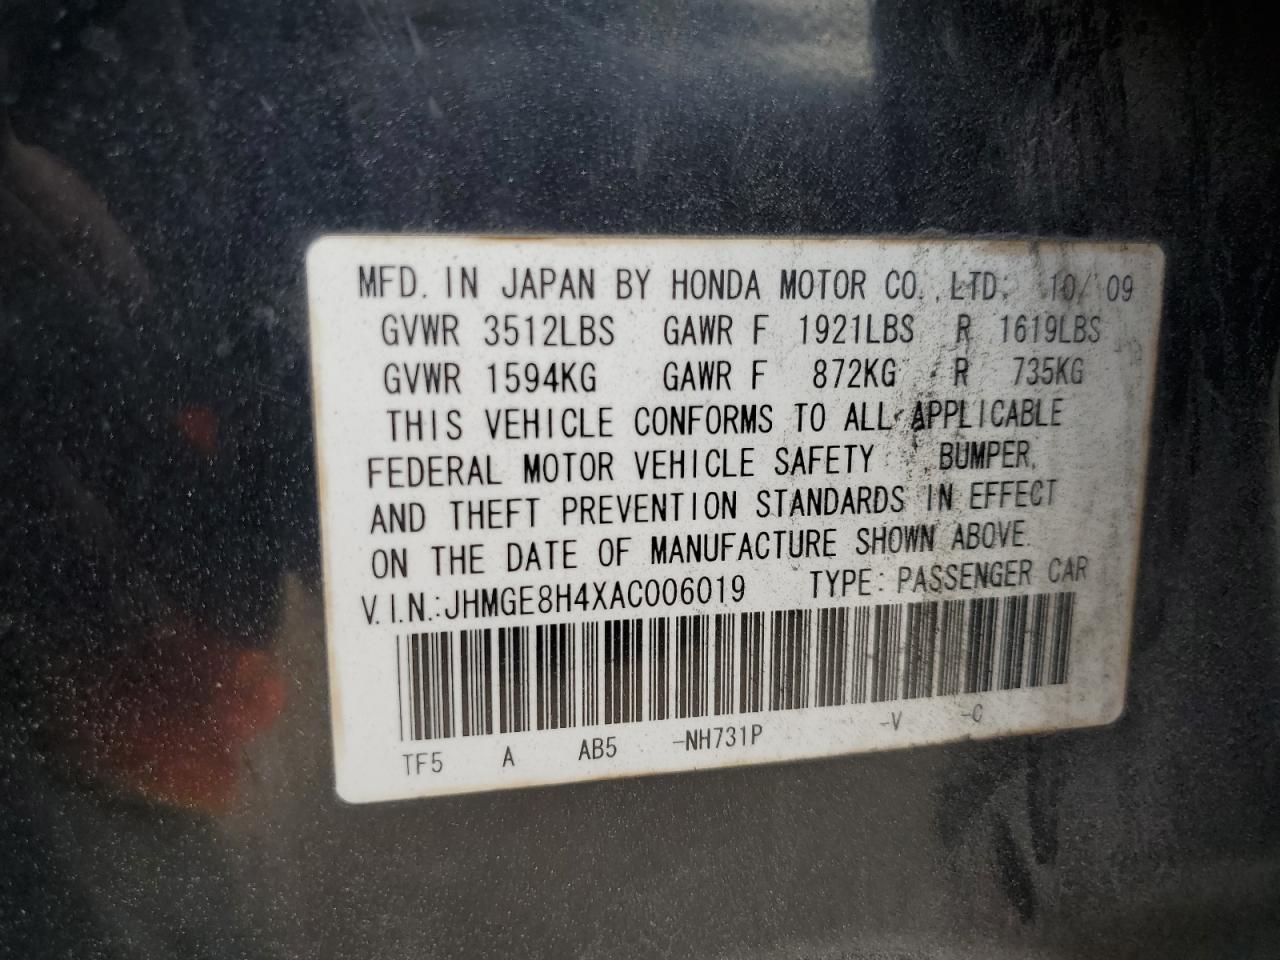 MFD. IN JAPAN BY HONDA MOTOR CO.,LTD. 10/ 09
GVWR 3512LBS GAWR F 1921LBS R 1619LBS
GVWR 1594KG GAWR F 872KG R 735KG
THIS VEHICLE CONFORMS TO ALL APPLICABLE
FEDERAL MOTOR VEHICLE SAFETY, BUMPER,
AND THEFT PREVENTION STANDARDS IN EFFECT
ON THE DATE OF MANUFACTURE SHOWN ABOVE.
V.I.N.:JHMGE8H4XAC006019 TYPE:PASSENGER CAR
TF5 A AB5 -NH731P -V -C